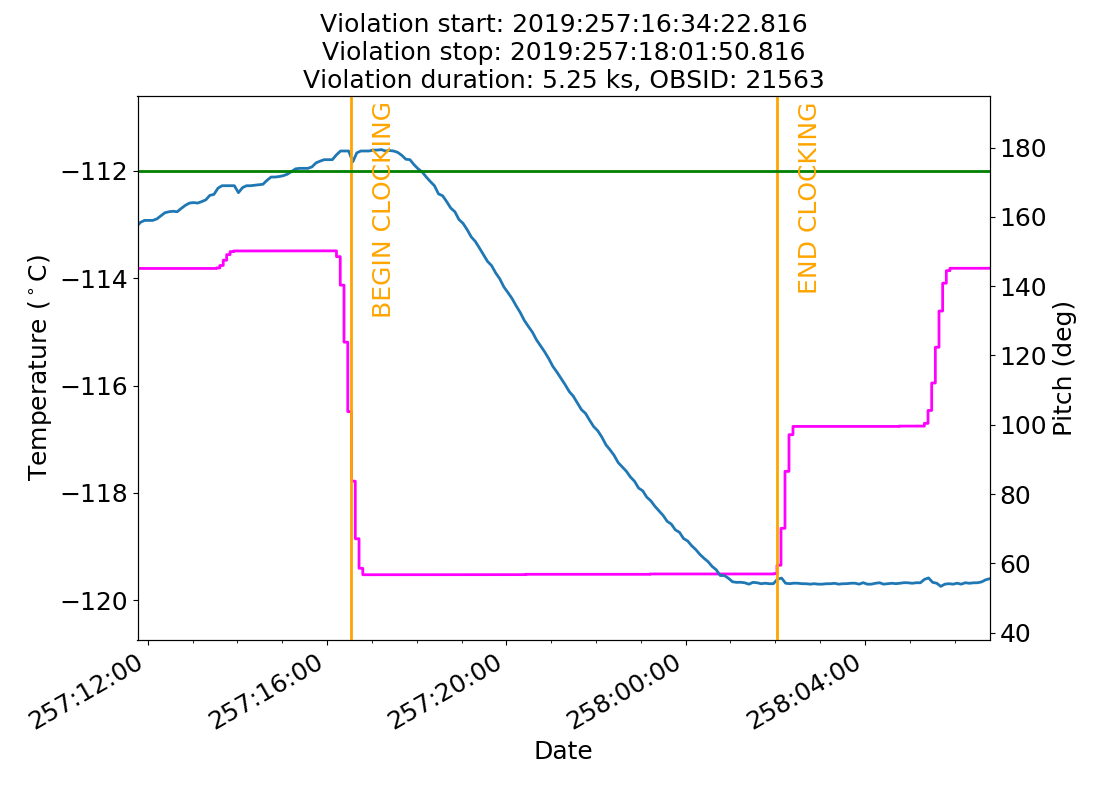 Violation start: 2019:257:16:34:22.816
Violation stop: 2019:257:18:01:50.816
Violation duration: 5.25 ks, OBSID: 21563
BEGIN CLOCKING
END CLOCKING
Temperature (°C)
−112
−114
−116
−118
−120
180
160
140
120
100
80
60
40
Pitch (deg)
257:12:00
257:16:00
257:20:00
258:00:00
258:04:00
Date